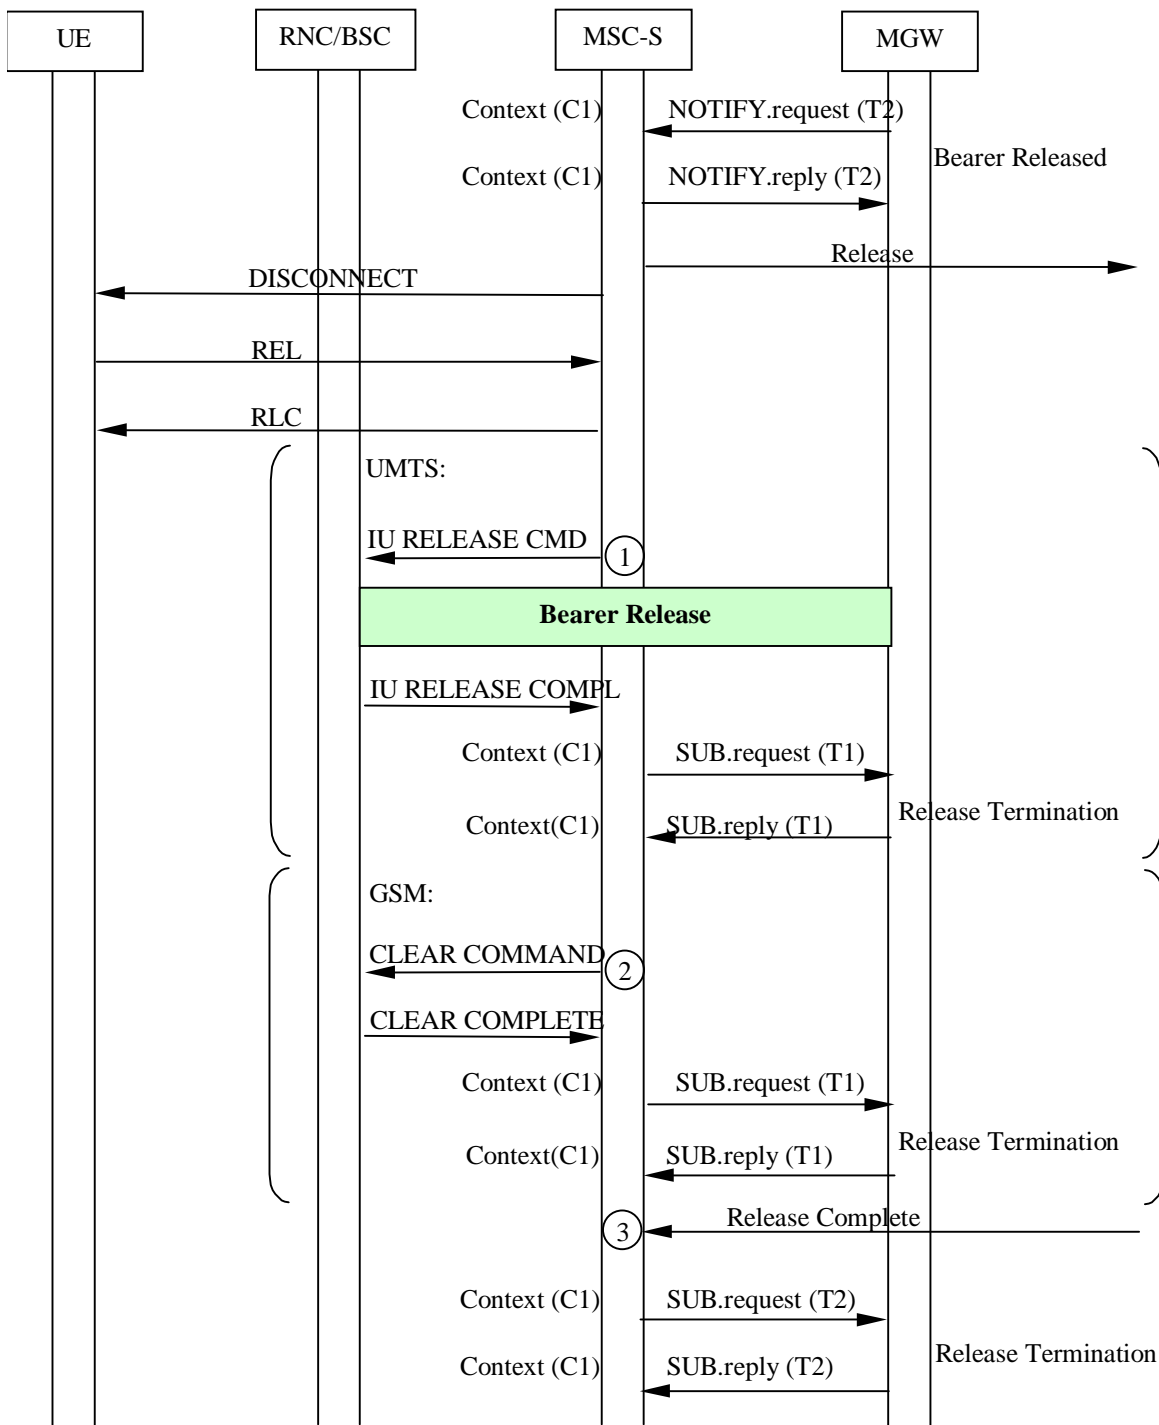 UE
RNC/BSC
MSC-S
MGW
Context (C1)
NOTIFY.request (T2)
Bearer Released
Context (C1)
NOTIFY.reply (T2)
Release
DISCONNECT
REL
RLC
UMTS:
IU RELEASE CMD
1
Bearer Release
IU RELEASE COMPL
Context (C1)
SUB.request (T1)
Release Termination
Context(C1)
SUB.reply (T1)
GSM:
CLEAR COMMAND
2
CLEAR COMPLETE
Context (C1)
SUB.request (T1)
Release Termination
Context(C1)
SUB.reply (T1)
Release Complete
3
Context (C1)
SUB.request (T2)
Release Termination
Context (C1)
SUB.reply (T2)